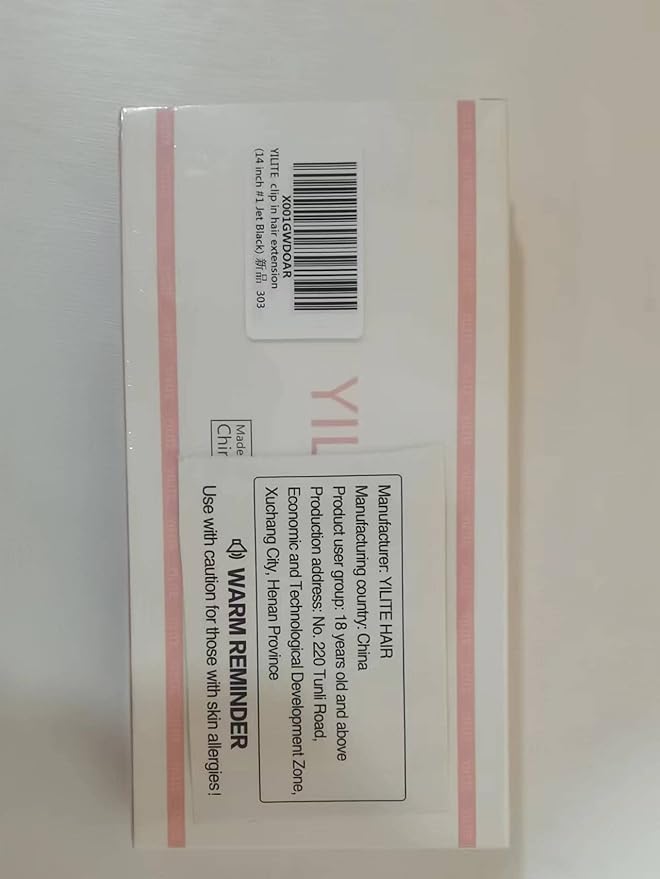 X001GWDOAR
YILITE clip in hair extension
(14 inch #1 Jet Black) 新品 303
YIL
Made
Chin
Manufacturer: YILITE HAIR
Manufacturing country: China
Product user group: 18 years old and above
Production address: No. 220 Tunli Road,
Economic and Technological Development Zone,
Xuchang City, Henan Province
WARM REMINDER
Use with caution for those with skin allergies!